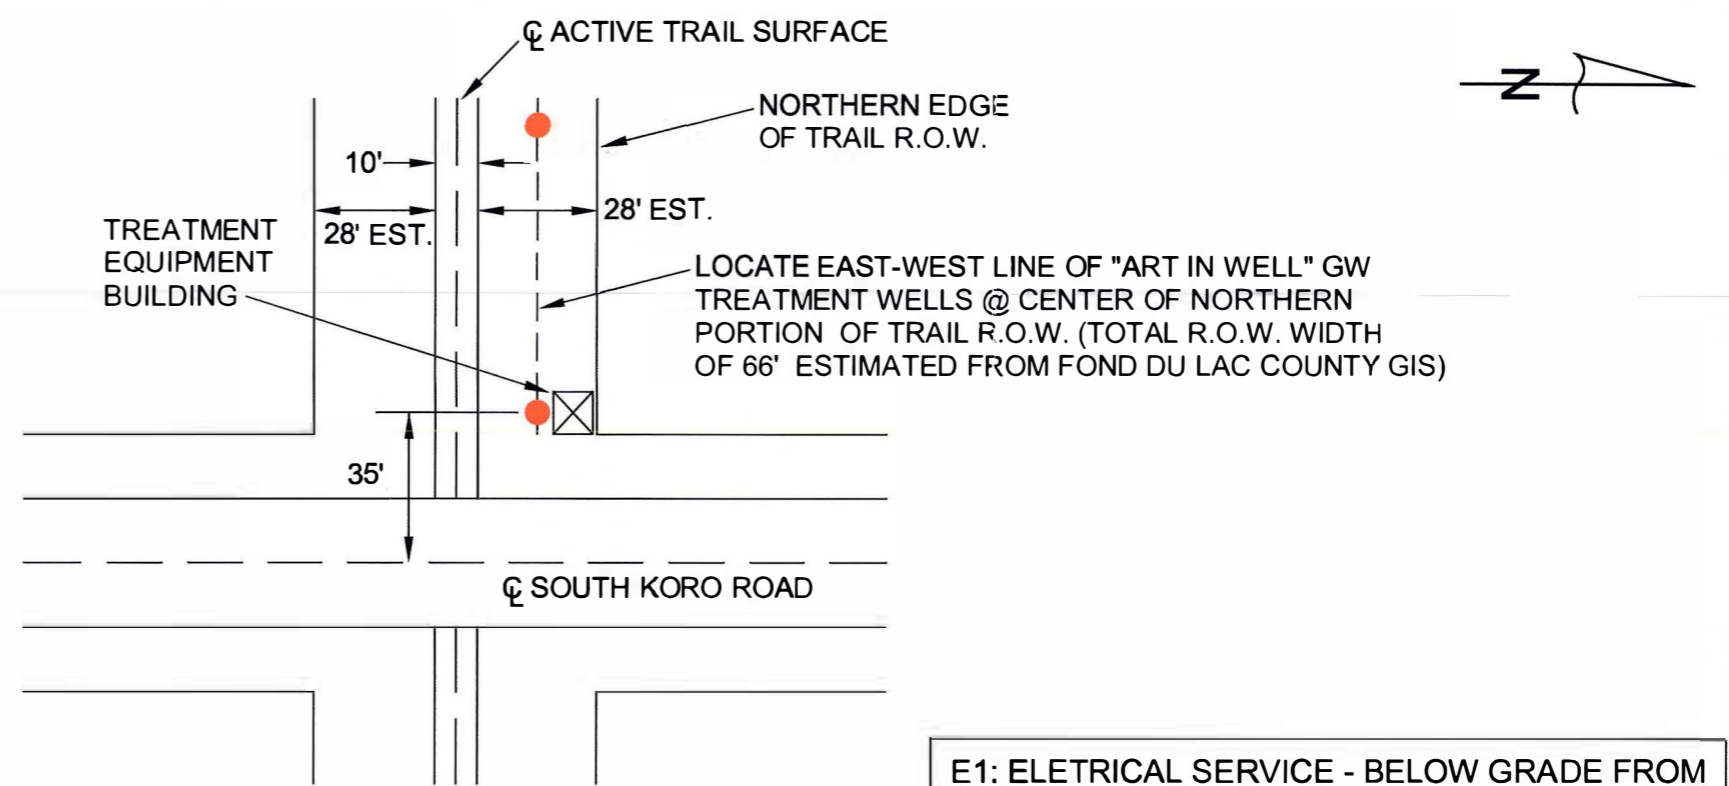 ℄ ACTIVE TRAIL SURFACE
N
NORTHERN EDGE
OF TRAIL R.O.W.
10'
28' EST.
28' EST.
TREATMENT
EQUIPMENT
BUILDING
LOCATE EAST-WEST LINE OF "ART IN WELL" GW
TREATMENT WELLS @ CENTER OF NORTHERN
PORTION OF TRAIL R.O.W. (TOTAL R.O.W. WIDTH
OF 66' ESTIMATED FROM FOND DU LAC COUNTY GIS)
35'
℄ SOUTH KORO ROAD
E1: ELETRICAL SERVICE - BELOW GRADE FROM